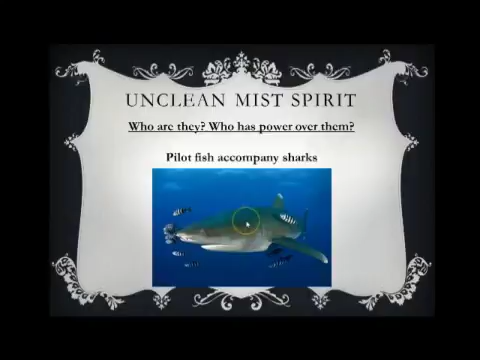 UNCLEAN MIST SPIRIT
Who are they? Who has power over them?
Pilot fish accompany sharks